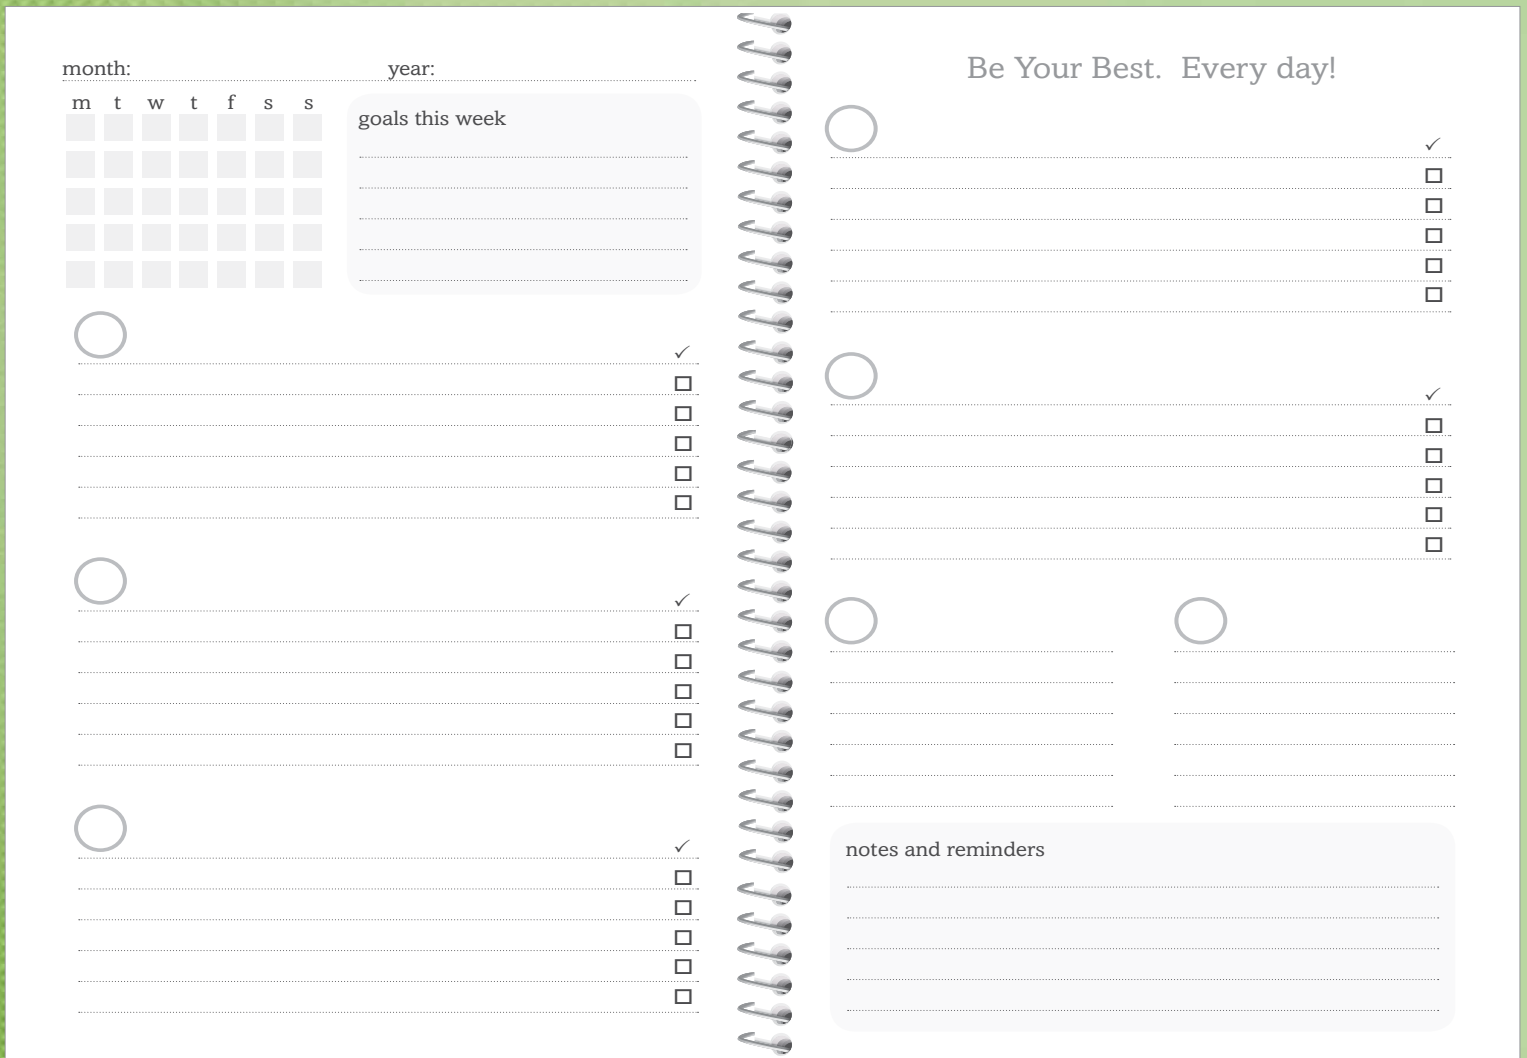 month: year:
m t w t f s s
goals this week
✓
✓
✓
Be Your Best. Every day!
✓
✓
notes and reminders